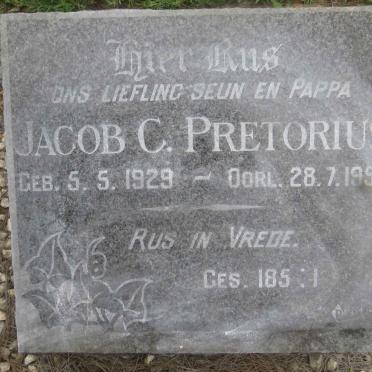 Hier Rus
ONS LIEFLING SEUN EN PAPPA
JACOB C. PRETORIUS
GEB. 5. 5. 1929 ~ OORL. 28. 7. 195
RUS IN VREDE.
GES. 185 : 1